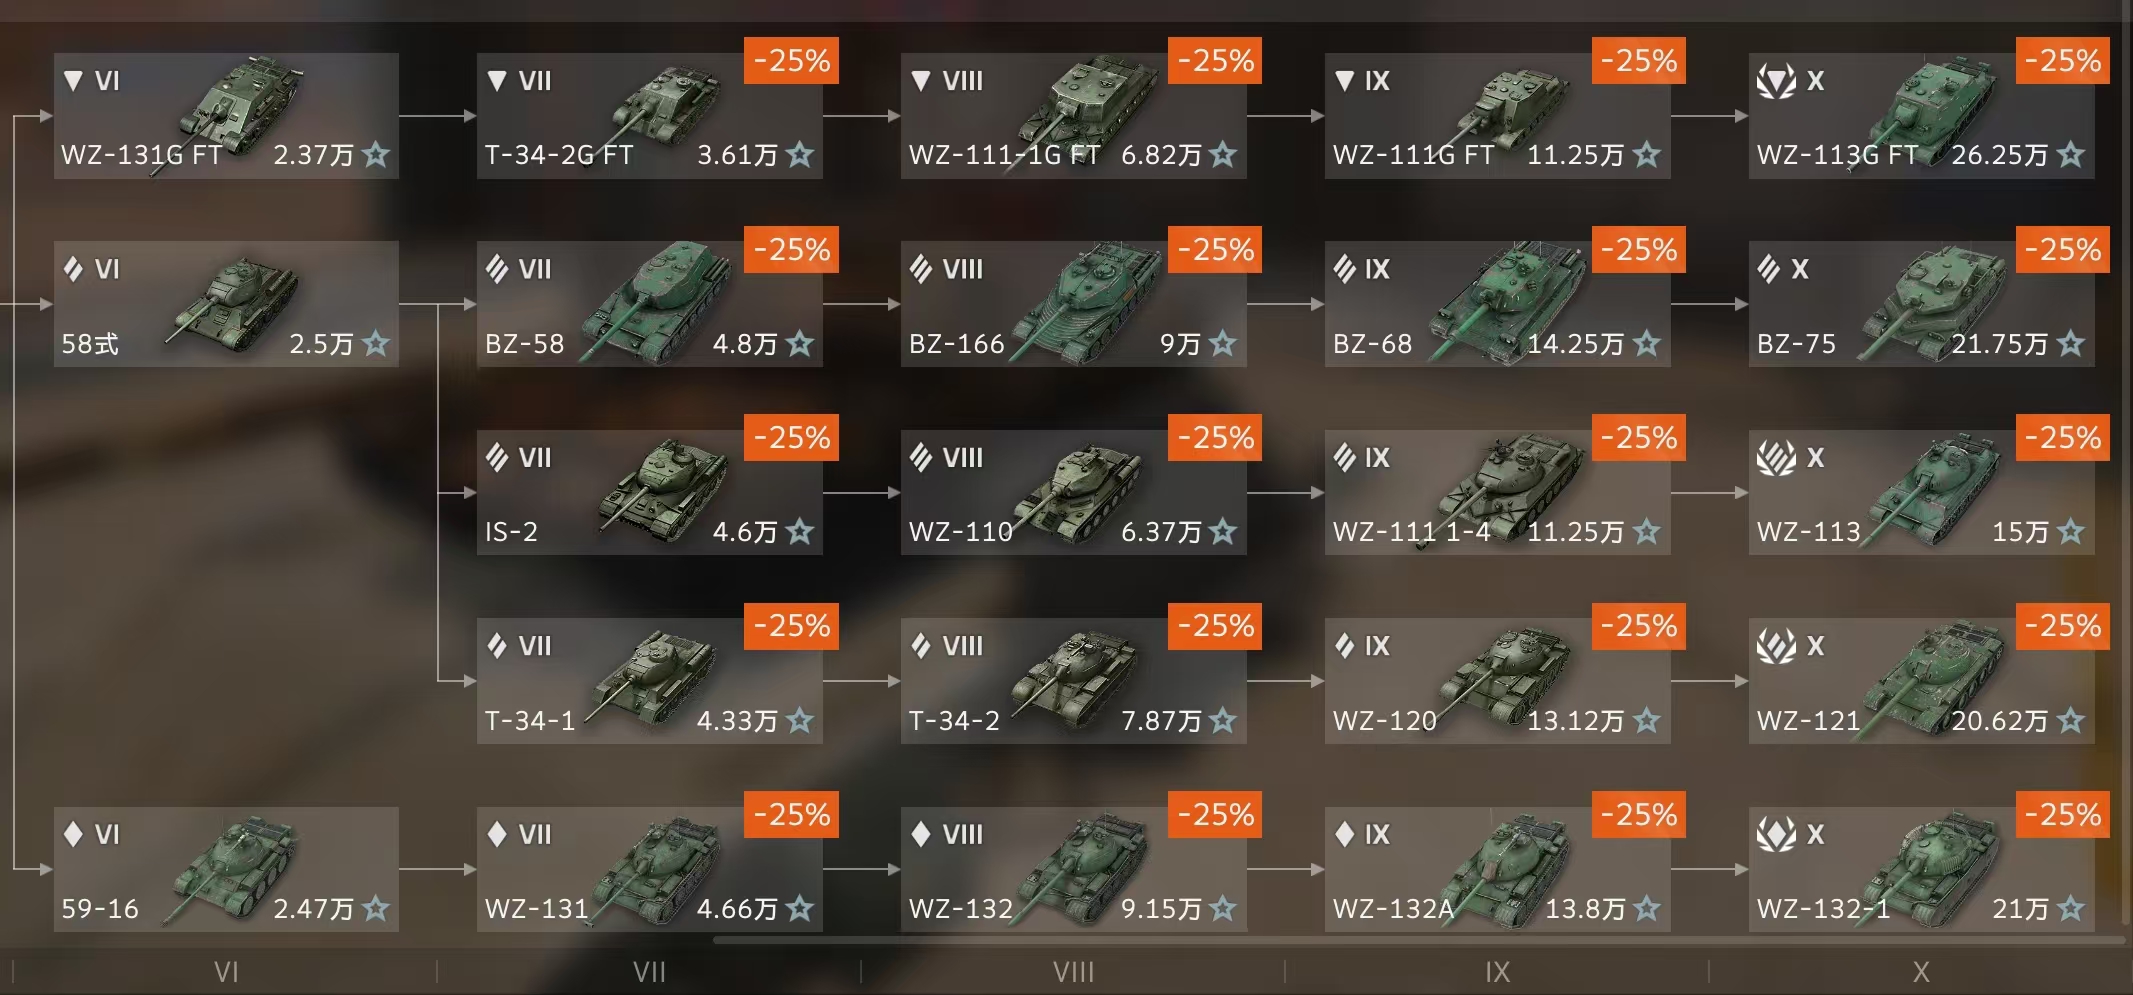 VI
WZ-131G FT 2.37万
-25%
VII
T-34-2G FT 3.61万
-25%
VIII
WZ-111-1G FT 6.82万
-25%
IX
WZ-111G FT 11.25万
-25%
X
WZ-113G FT 26.25万
VI
58式 2.5万
-25%
VII
BZ-58 4.8万
-25%
VIII
BZ-166 9万
-25%
IX
BZ-68 14.25万
-25%
X
BZ-75 21.75万
-25%
VII
IS-2 4.6万
-25%
VIII
WZ-110 6.37万
-25%
IX
WZ-111 1-4 11.25万
-25%
X
WZ-113 15万
-25%
VII
T-34-1 4.33万
-25%
VIII
T-34-2 7.87万
-25%
IX
WZ-120 13.12万
-25%
X
WZ-121 20.62万
VI
59-16 2.47万
-25%
VII
WZ-131 4.66万
-25%
VIII
WZ-132 9.15万
-25%
IX
WZ-132A 13.8万
-25%
X
WZ-132-1 21万
VI VII VIII IX X